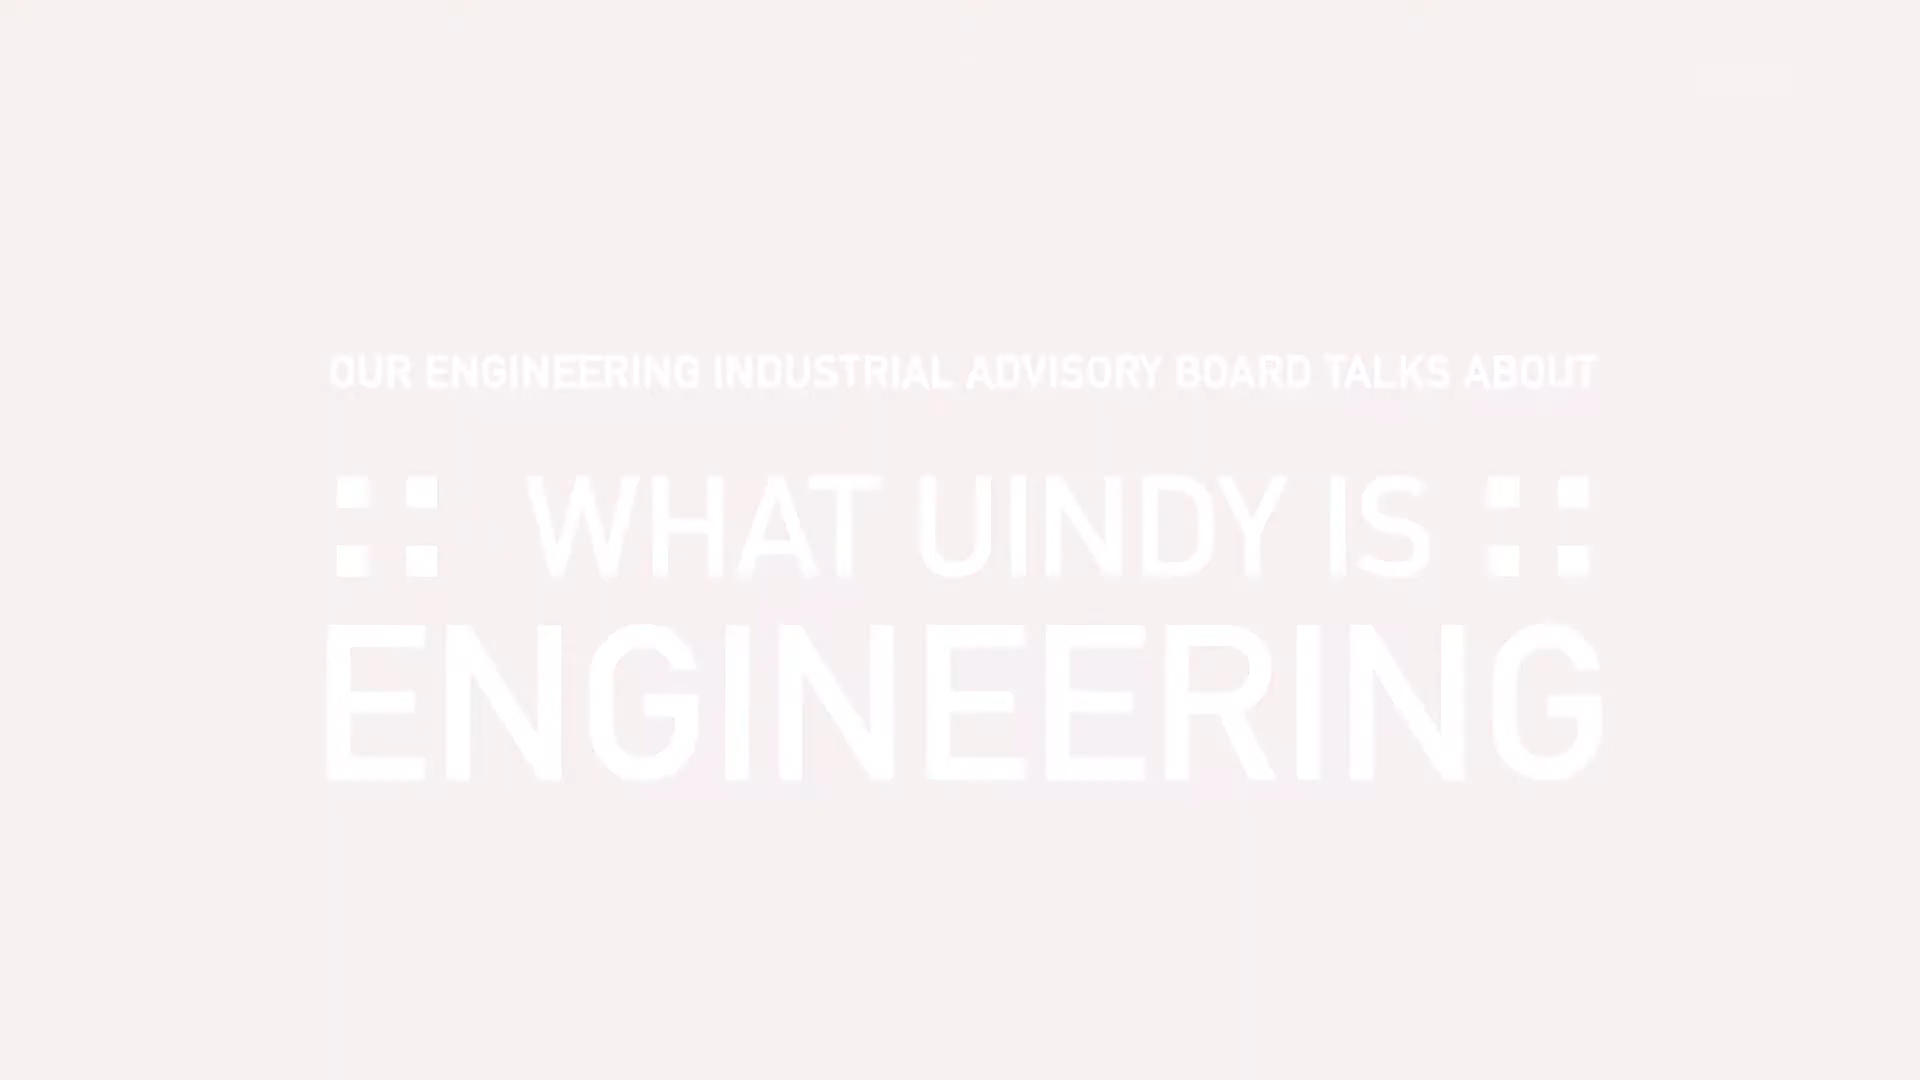 OUR ENGINEERING INDUSTRIAL ADVISORY BOARD TALKS ABOUT
WHAT UINDY IS
ENGINEERING